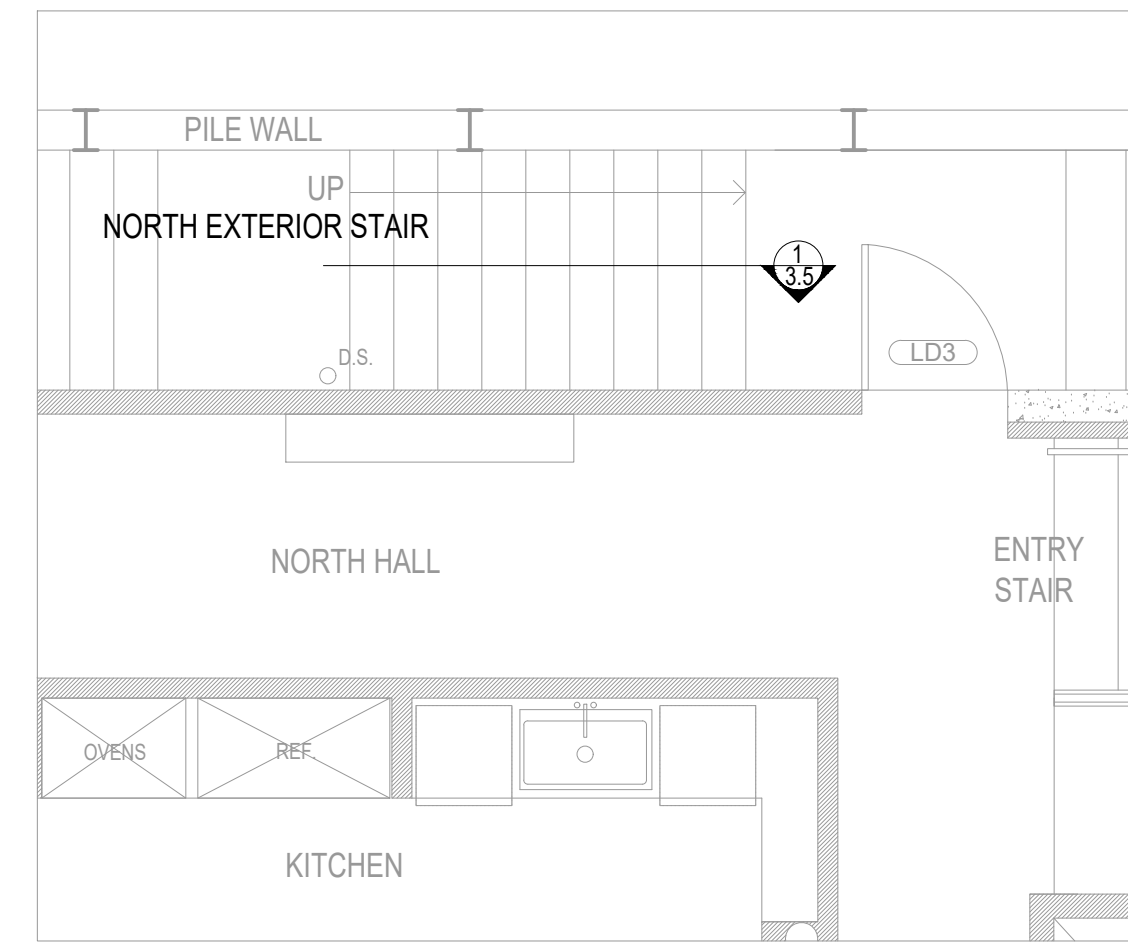 PILE WALL
UP
NORTH EXTERIOR STAIR
1
3.5
D.S.
LD3
NORTH HALL
ENTRY
STAIR
OVENS
REF.
KITCHEN